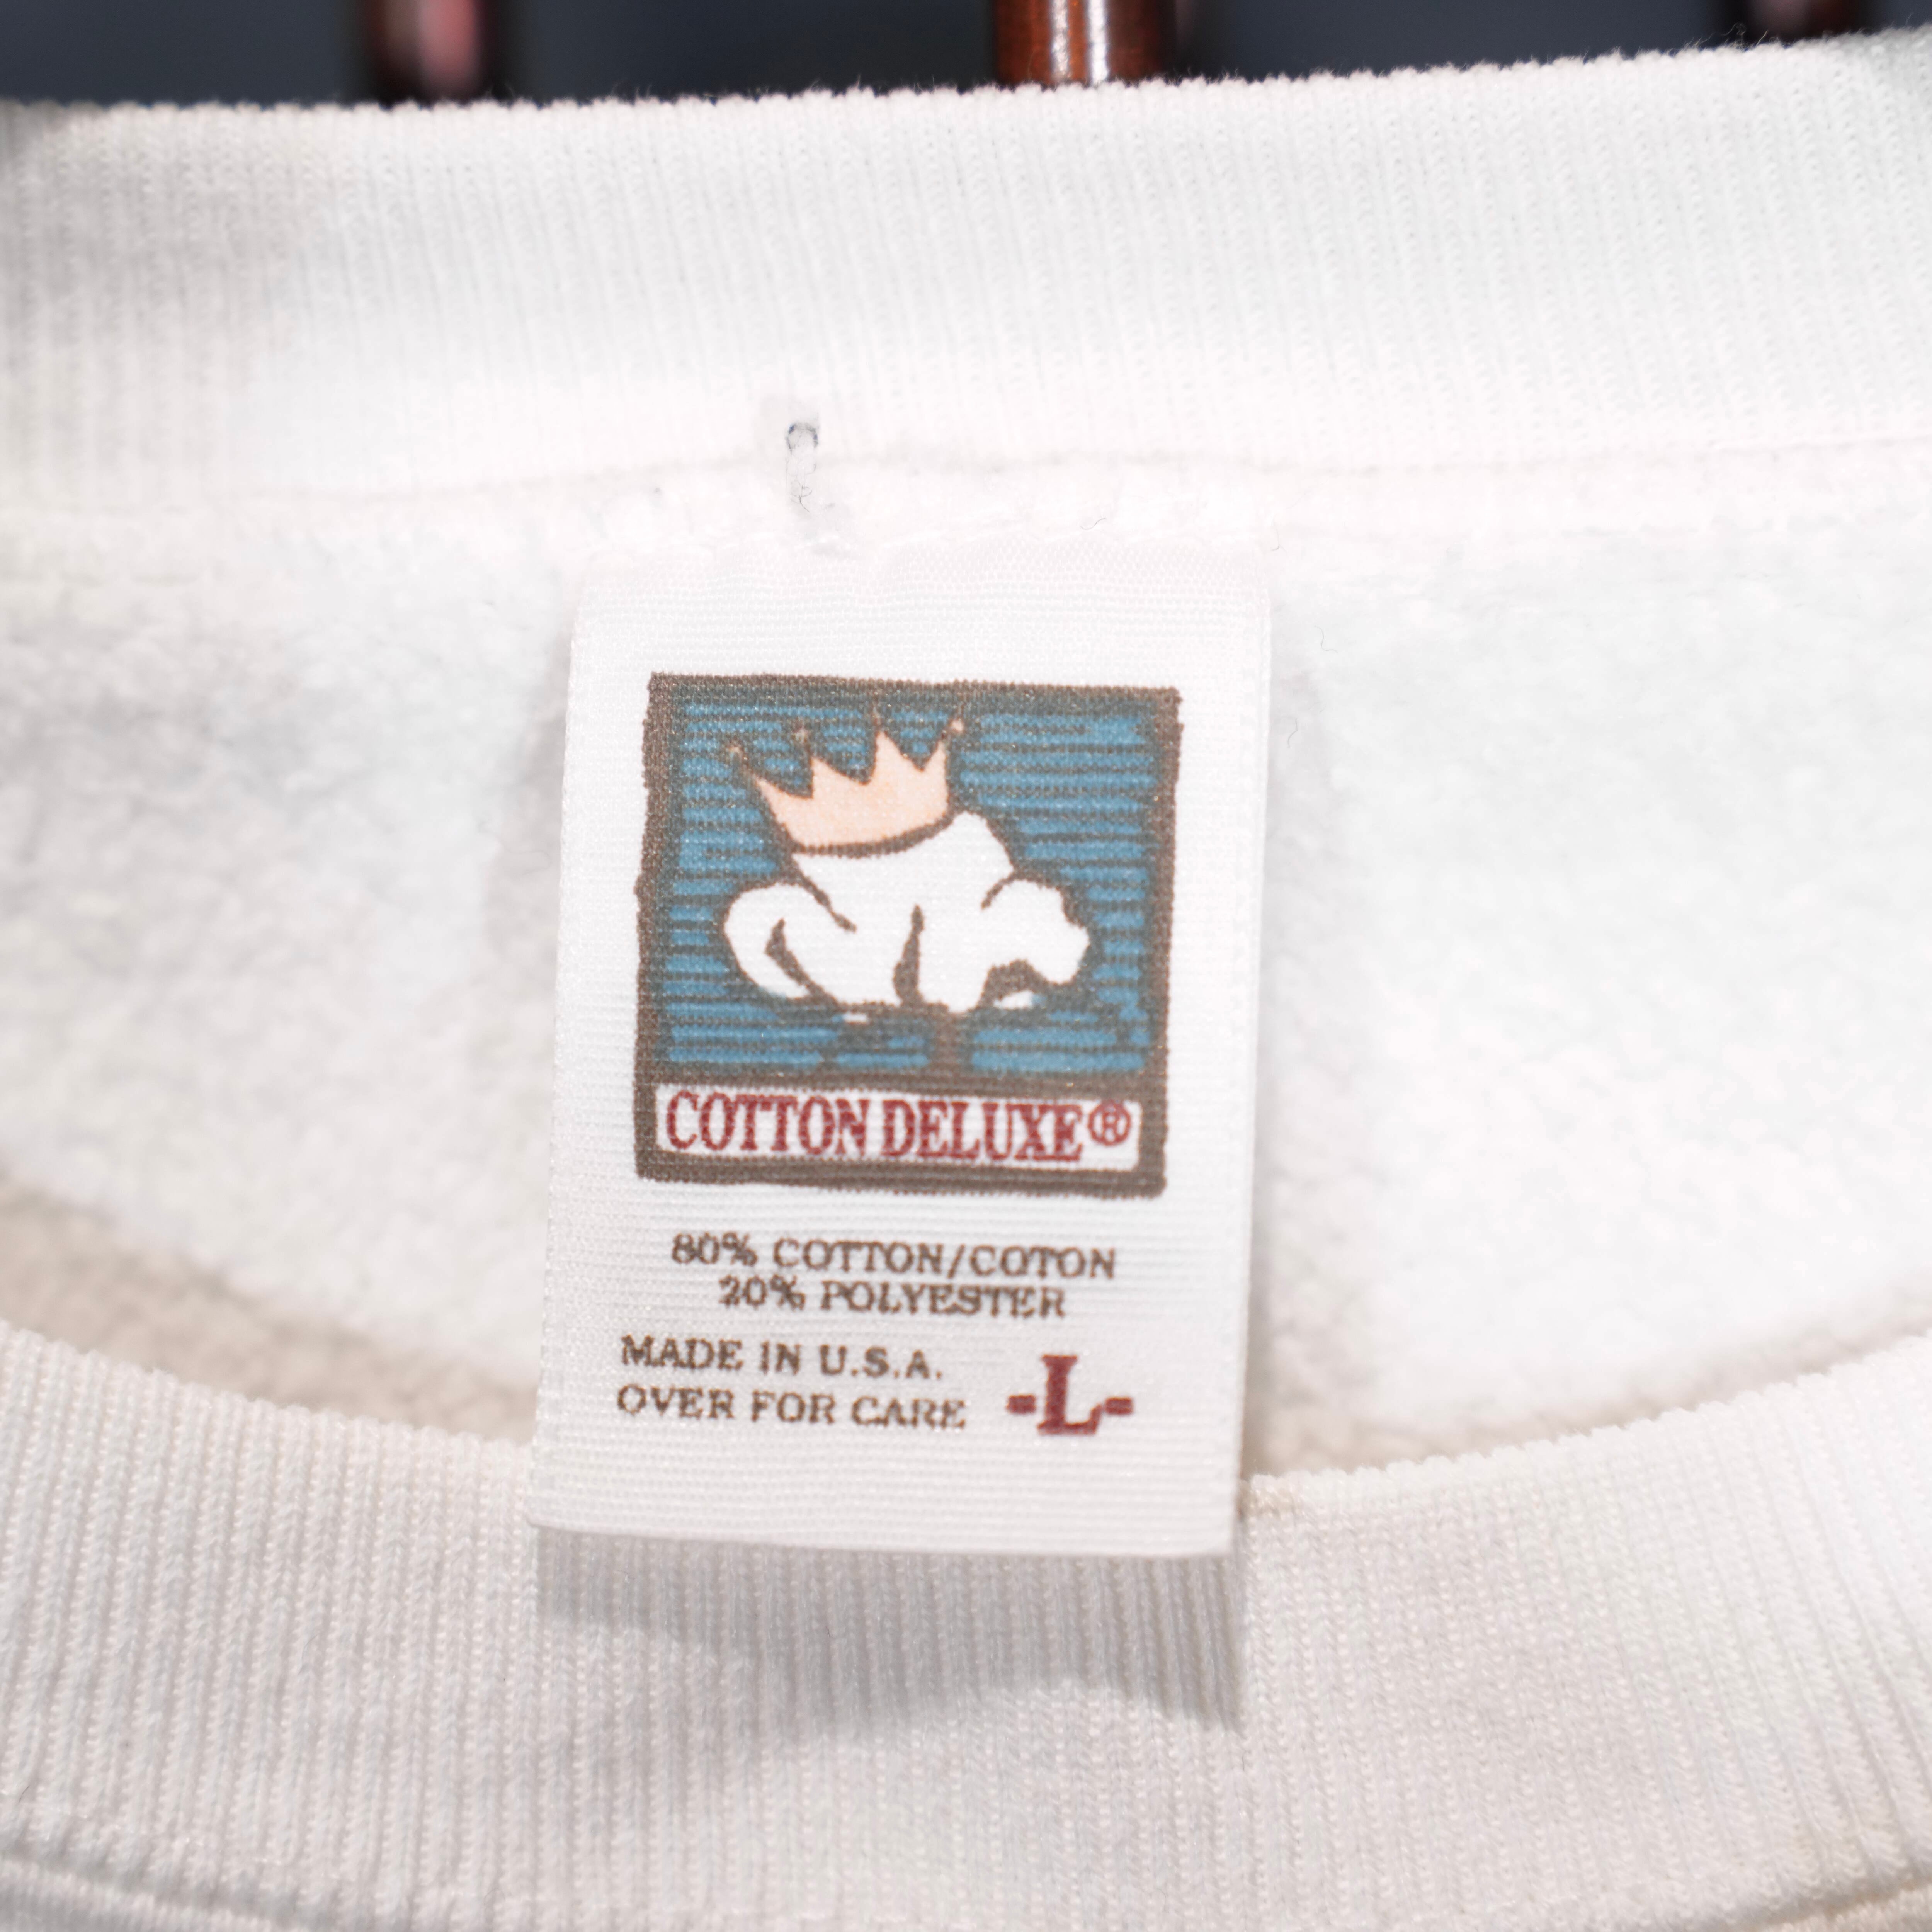 COTTON DELUXE®
80% COTTON/COTON
20% POLYESTER
MADE IN U.S.A.
OVER FOR CARE
-L-